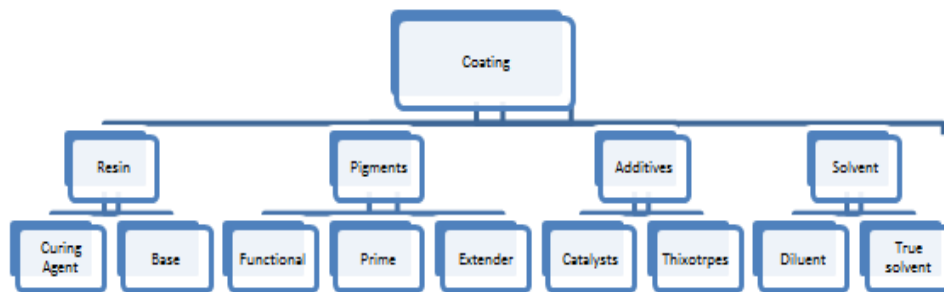 Coating
Resin
Pigments
Additives
Solvent
Curing
Agent
Base
Functional
Prime
Extender
Catalysts
Thixotrpes
Diluent
True
solvent